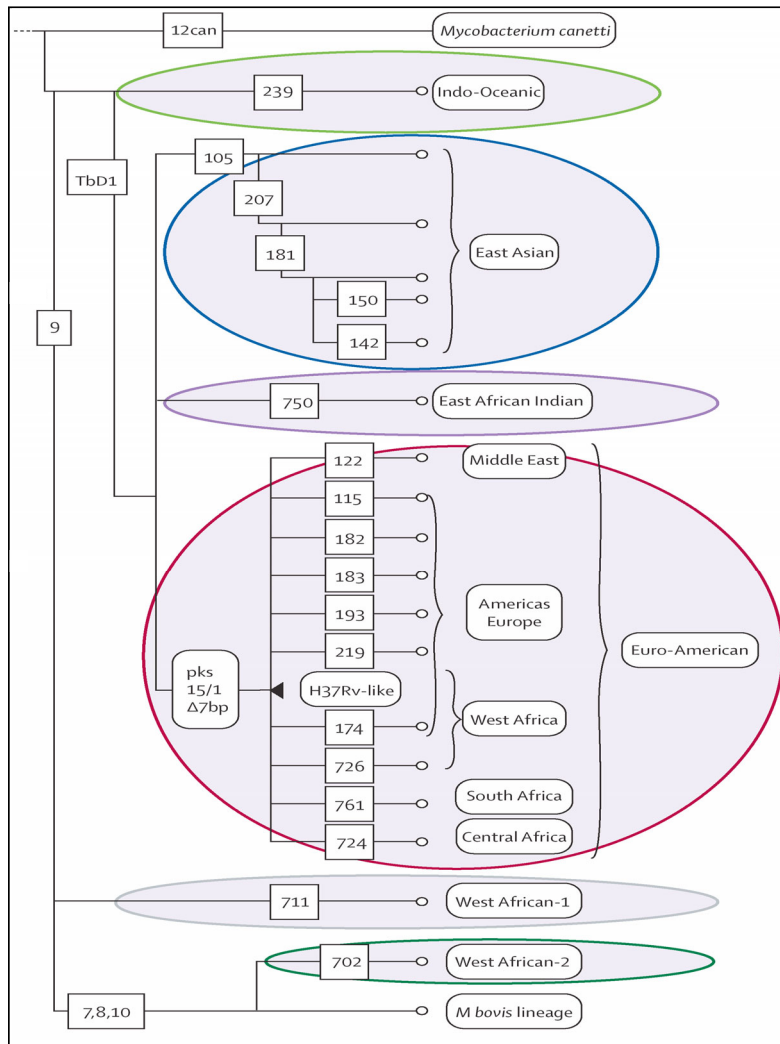 12can
Mycobacterium canetti
239
Indo-Oceanic
105
TbD1
207
181
East Asian
150
9
142
750
East African Indian
122
Middle East
115
182
183
193
Americas
Europe
219
Euro-American
pks
15/1
Δ7bp
H37Rv-like
174
West Africa
726
761
South Africa
724
Central Africa
711
West African-1
702
West African-2
7,8,10
M bovis lineage